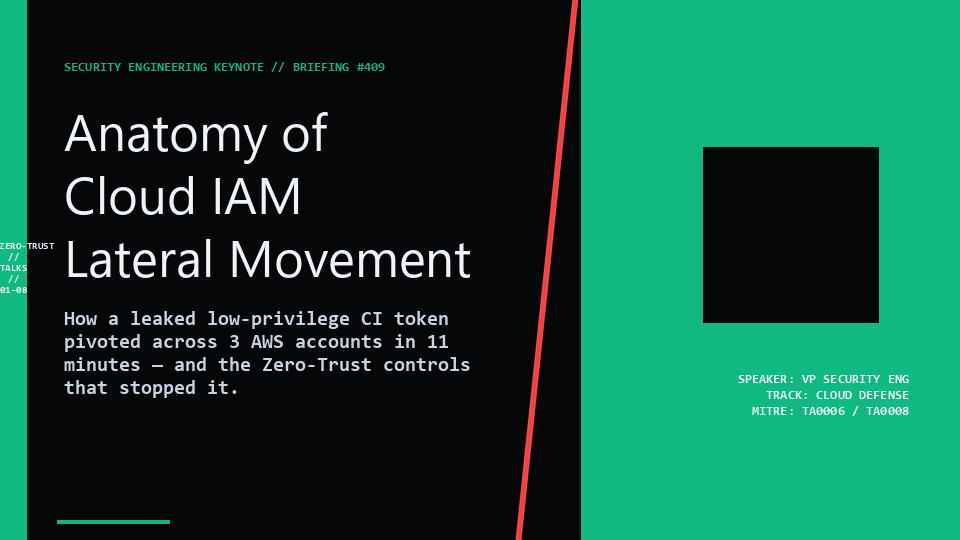 SECURITY ENGINEERING KEYNOTE // BRIEFING #409
Anatomy of
Cloud IAM
Lateral Movement
ZERO-TRUST
//
TALKS
//
01-08
How a leaked low-privilege CI token
pivoted across 3 AWS accounts in 11
minutes — and the Zero-Trust controls
that stopped it.
SPEAKER: VP SECURITY ENG
TRACK: CLOUD DEFENSE
MITRE: TA0006 / TA0008